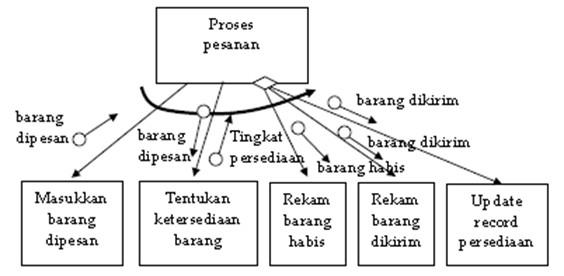 Proses
pesanan
barang
dipesan
barang
dipesan
Tingkat
persediaan
barang dikirim
barang dikirim
barang habis
Masukkan
barang
dipesan
Tentukan
ketersediaan
barang
Rekam
barang
habis
Rekam
barang
dikirim
Update
record
persediaan